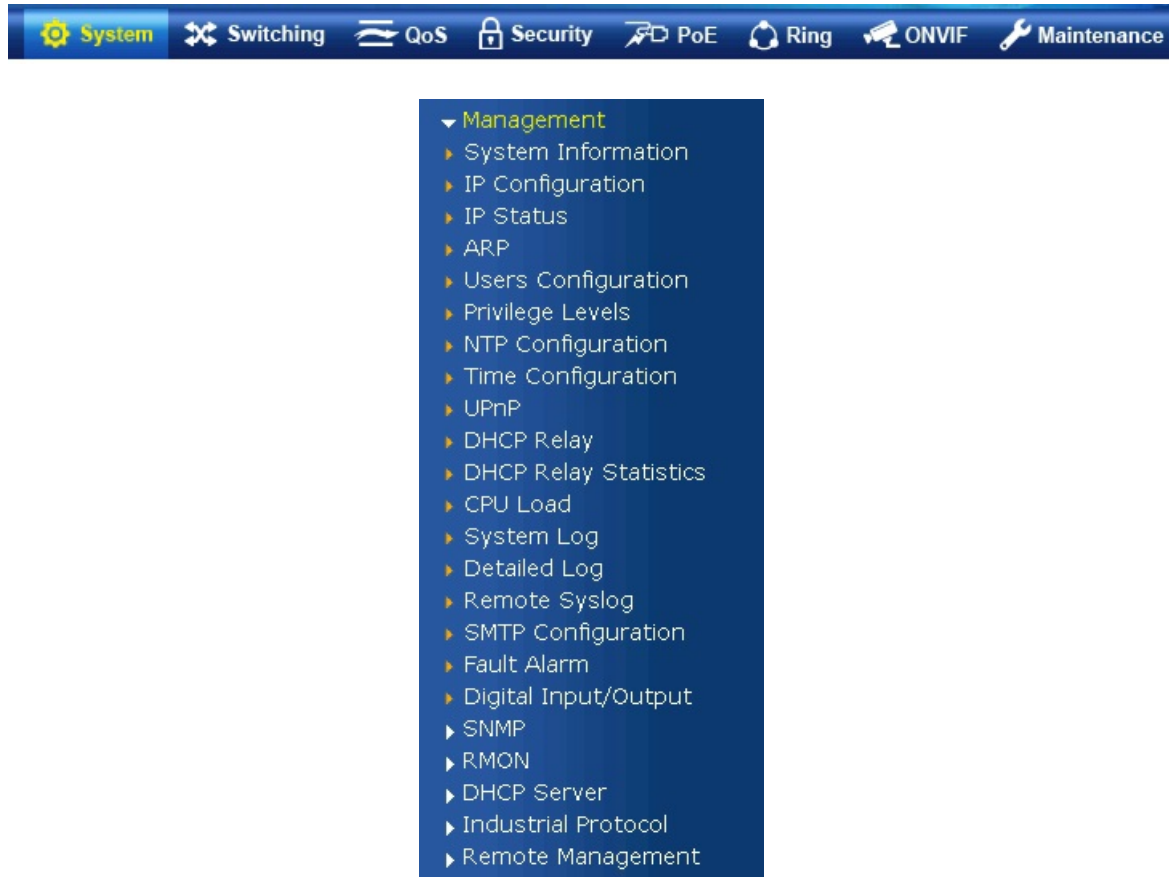 System Switching QoS Security PoE Ring ONVIF Maintenance
Management
System Information
IP Configuration
IP Status
ARP
Users Configuration
Privilege Levels
NTP Configuration
Time Configuration
UPnP
DHCP Relay
DHCP Relay Statistics
CPU Load
System Log
Detailed Log
Remote Syslog
SMTP Configuration
Fault Alarm
Digital Input/Output
SNMP
RMON
DHCP Server
Industrial Protocol
Remote Management